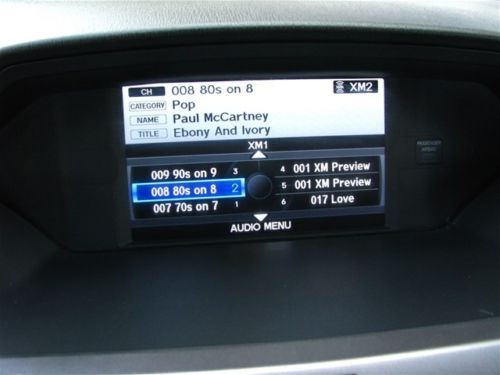 CH 008 80s on 8 XM2
CATEGORY Pop
NAME Paul McCartney
TITLE Ebony And Ivory
XM1
009 90s on 9 3 4 001 XM Preview
008 80s on 8 2 5 001 XM Preview
007 70s on 7 1 6 017 Love
AUDIO MENU
PASSENGER
AIRBAG